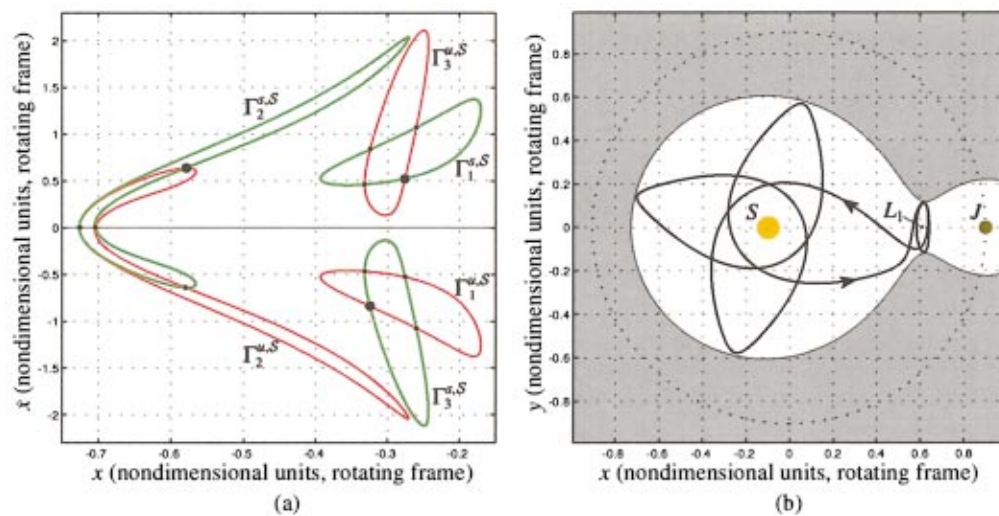 2
1.5
1
0.5
0
-0.5
-1
-1.5
-2
ẋ (nondimensional units, rotating frame)
Γ₃ᵘ,ˢ
Γ₂ˢ,ˢ
Γ₁ˢ,ˢ
Γ₁ᵘ,ˢ
Γ₂ᵘ,ˢ
Γ₃ˢ,ˢ
-0.7 -0.6 -0.5 -0.4 -0.3 -0.2
x (nondimensional units, rotating frame)
(a)
0.8
0.6
0.4
0.2
0
-0.2
-0.4
-0.6
-0.8
y (nondimensional units, rotating frame)
S
L₁
J
-0.8 -0.6 -0.4 -0.2 0 0.2 0.4 0.6 0.8
x (nondimensional units, rotating frame)
(b)